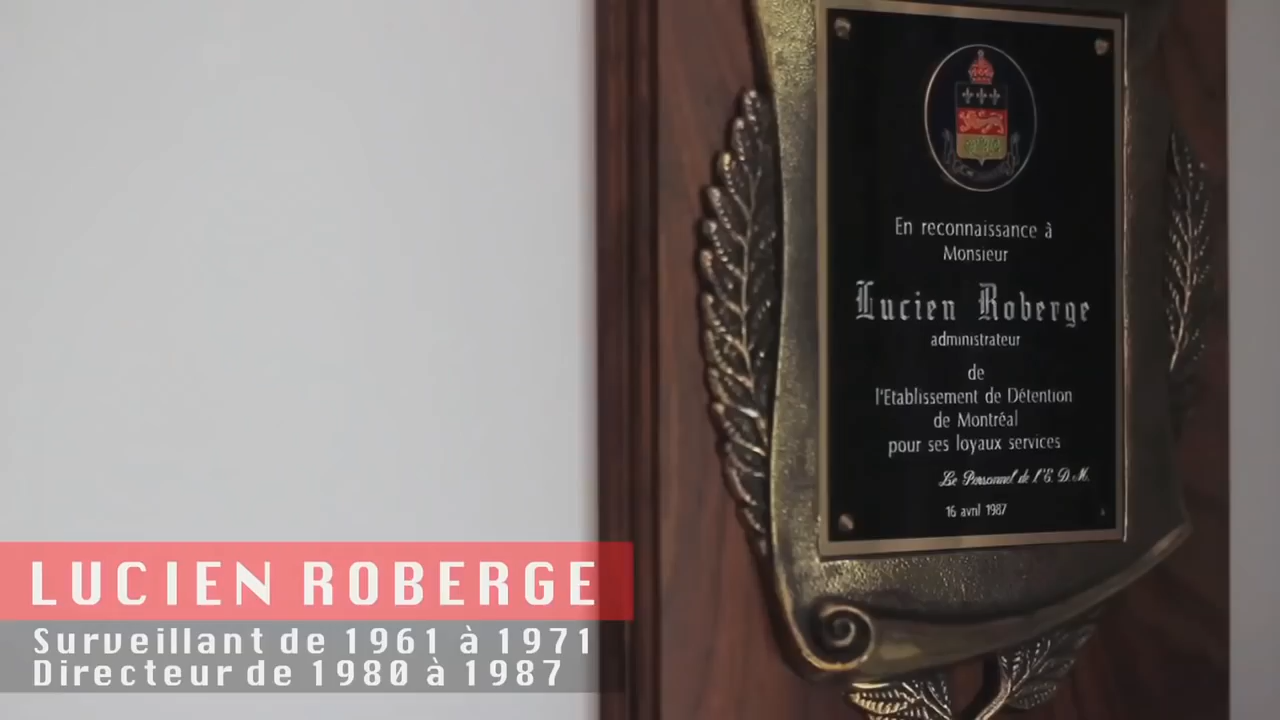 En reconnaissance à
Monsieur
Lucien Roberge
administrateur
de
l'Etablissement de Détention
de Montréal
pour ses loyaux services
Le Personnel de l'E. D. M.
16 avril 1987
LUCIEN ROBERGE
Surveillant de 1961 à 1971
Directeur de 1980 à 1987